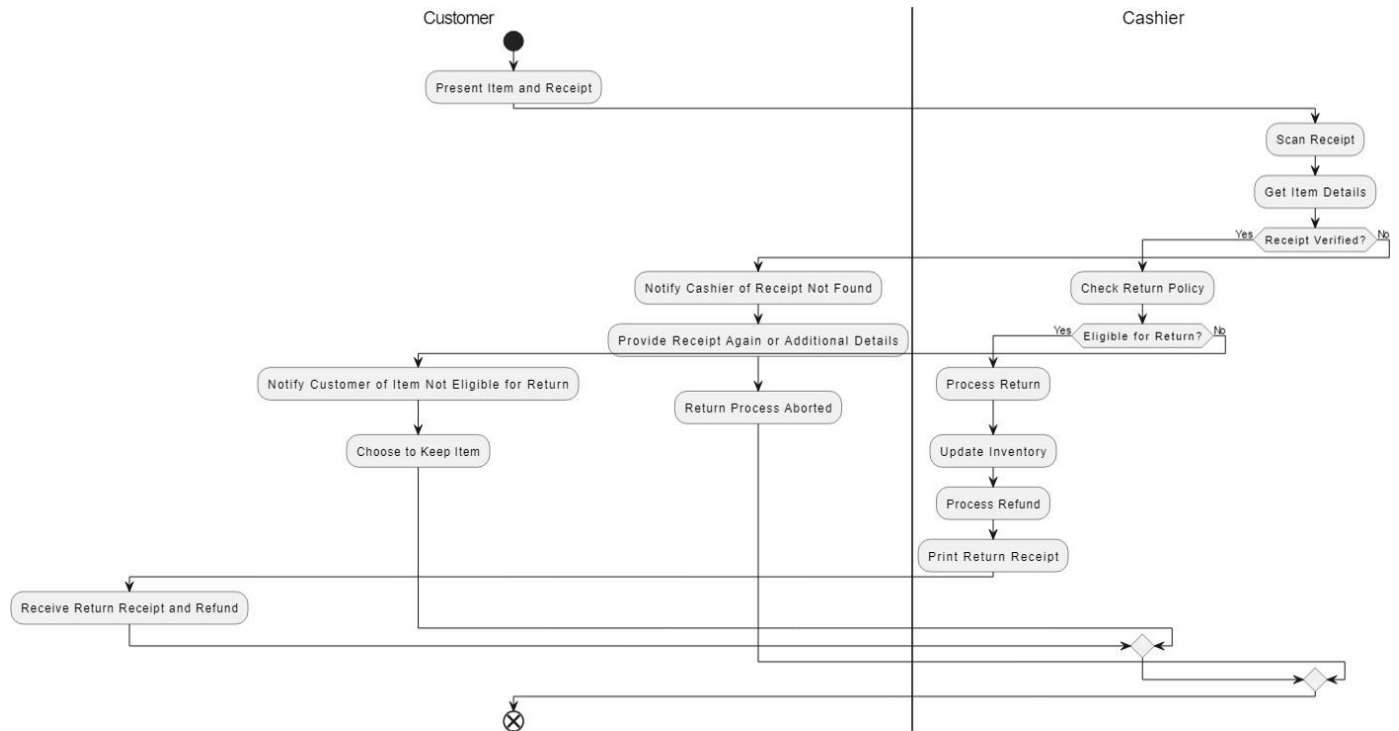 Customer
Cashier
Present Item and Receipt
Scan Receipt
Get Item Details
Yes
Receipt Verified?
No
Notify Cashier of Receipt Not Found
Check Return Policy
Provide Receipt Again or Additional Details
Yes
Eligible for Return?
No
Notify Customer of Item Not Eligible for Return
Process Return
Return Process Aborted
Choose to Keep Item
Update Inventory
Process Refund
Print Return Receipt
Receive Return Receipt and Refund